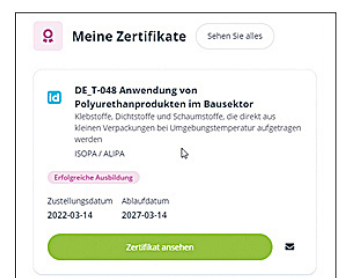 Meine Zertifikate
Sehen Sie alles
DE_T-048 Anwendung von
Polyurethanprodukten im Bausektor
Klebstoffe, Dichtstoffe und Schaumstoffe, die direkt aus
kleinen Verpackungen bei Umgebungstemperatur aufgetragen
werden
ISOPA / ALIPA
Erfolgreiche Ausbildung
Zustellungsdatum Ablaufdatum
2022-03-14 2027-03-14
Zertifikat ansehen